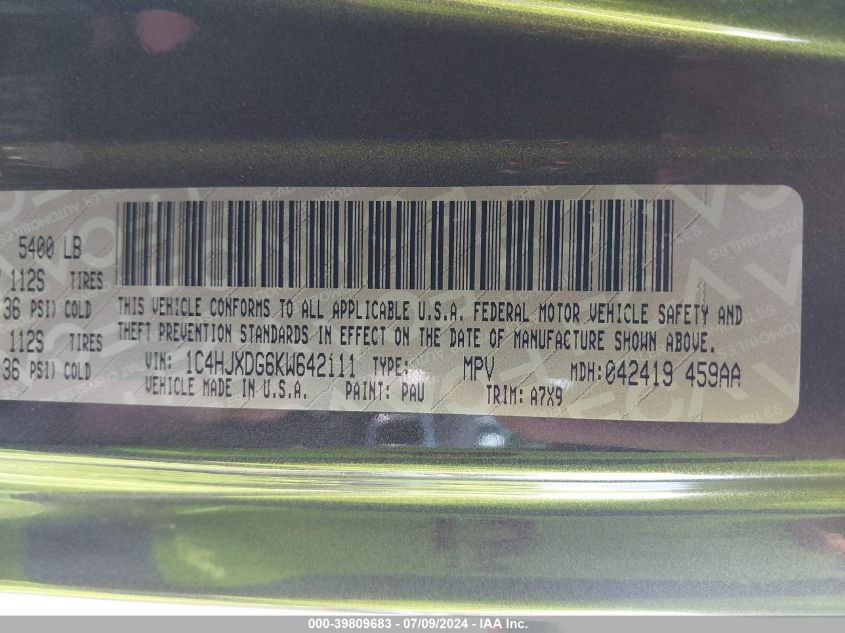 5400 LB
112S TIRES
36 PSI) COLD
112S TIRES
36 PSI) COLD
THIS VEHICLE CONFORMS TO ALL APPLICABLE U.S.A. FEDERAL MOTOR VEHICLE SAFETY AND
THEFT PREVENTION STANDARDS IN EFFECT ON THE DATE OF MANUFACTURE SHOWN ABOVE.
VIN: 1C4HJXDG6KW642111 TYPE: MPV MDH:042419 459AA
VEHICLE MADE IN U.S.A. PAINT: PAU TRIM: A7X9
000-39809683 - 07/09/2024 - IAA Inc.